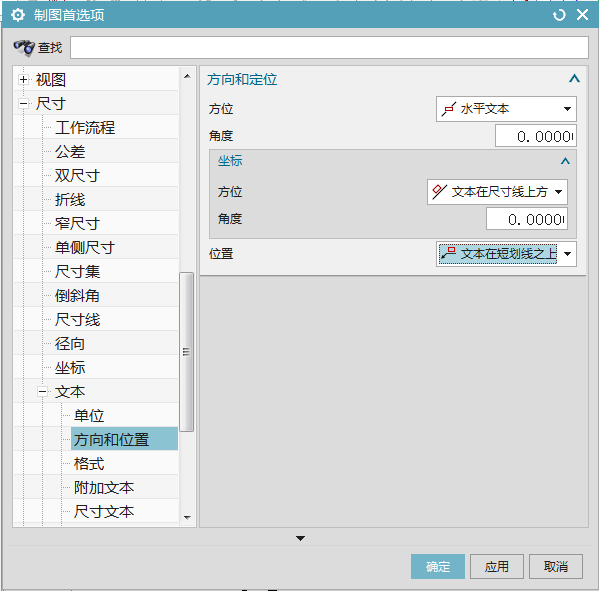 制图首选项
查找
视图
尺寸
工作流程
公差
双尺寸
折线
窄尺寸
单侧尺寸
尺寸集
倒斜角
尺寸线
径向
坐标
文本
单位
方向和位置
格式
附加文本
尺寸文本
方向和定位
方位 水平文本
角度 0.0000
坐标
方位 文本在尺寸线上方
角度 0.0000
位置 文本在短划线之上
确定 应用 取消